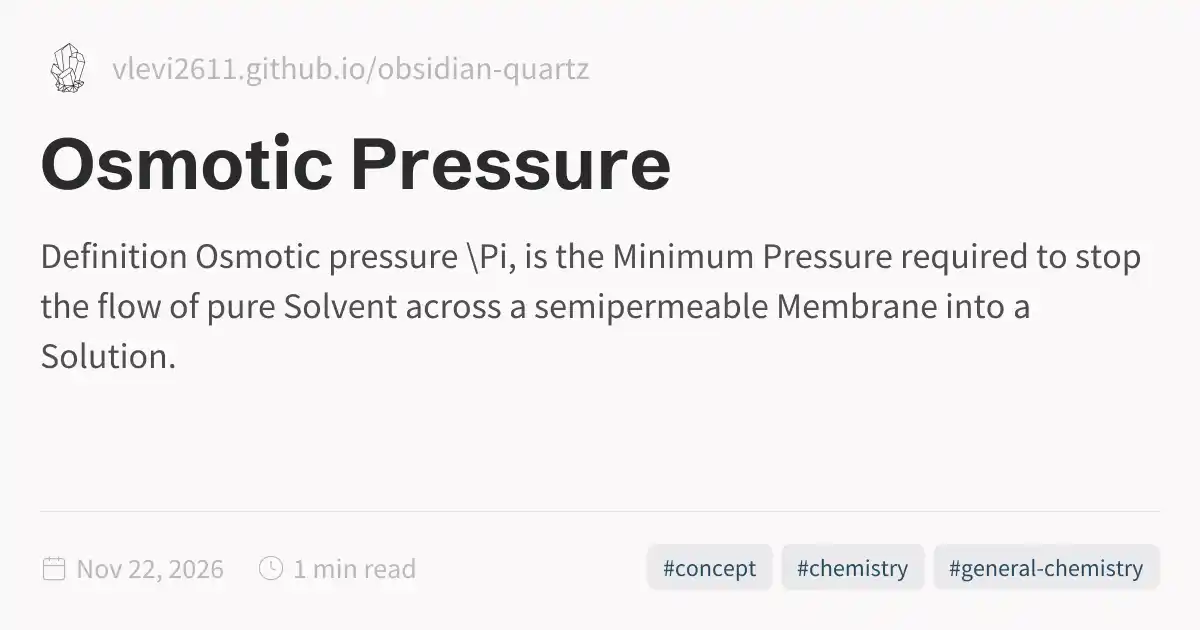 vlevi2611.github.io/obsidian-quartz
Osmotic Pressure
Definition Osmotic pressure \Pi, is the Minimum Pressure required to stop
the flow of pure Solvent across a semipermeable Membrane into a
Solution.
Nov 22, 2026 1 min read #concept #chemistry #general-chemistry